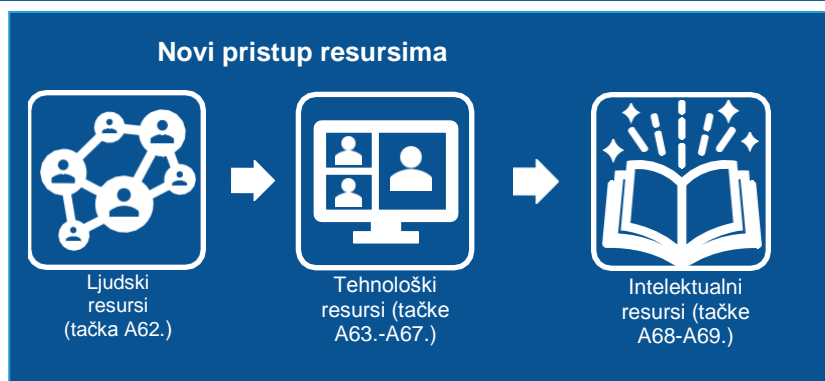 Novi pristup resursima
Ljudski
resursi
(tačka A62.)
Tehnološki
resursi (tačke
A63.-A67.)
Intelektualni
resursi (tačke
A68-A69.)